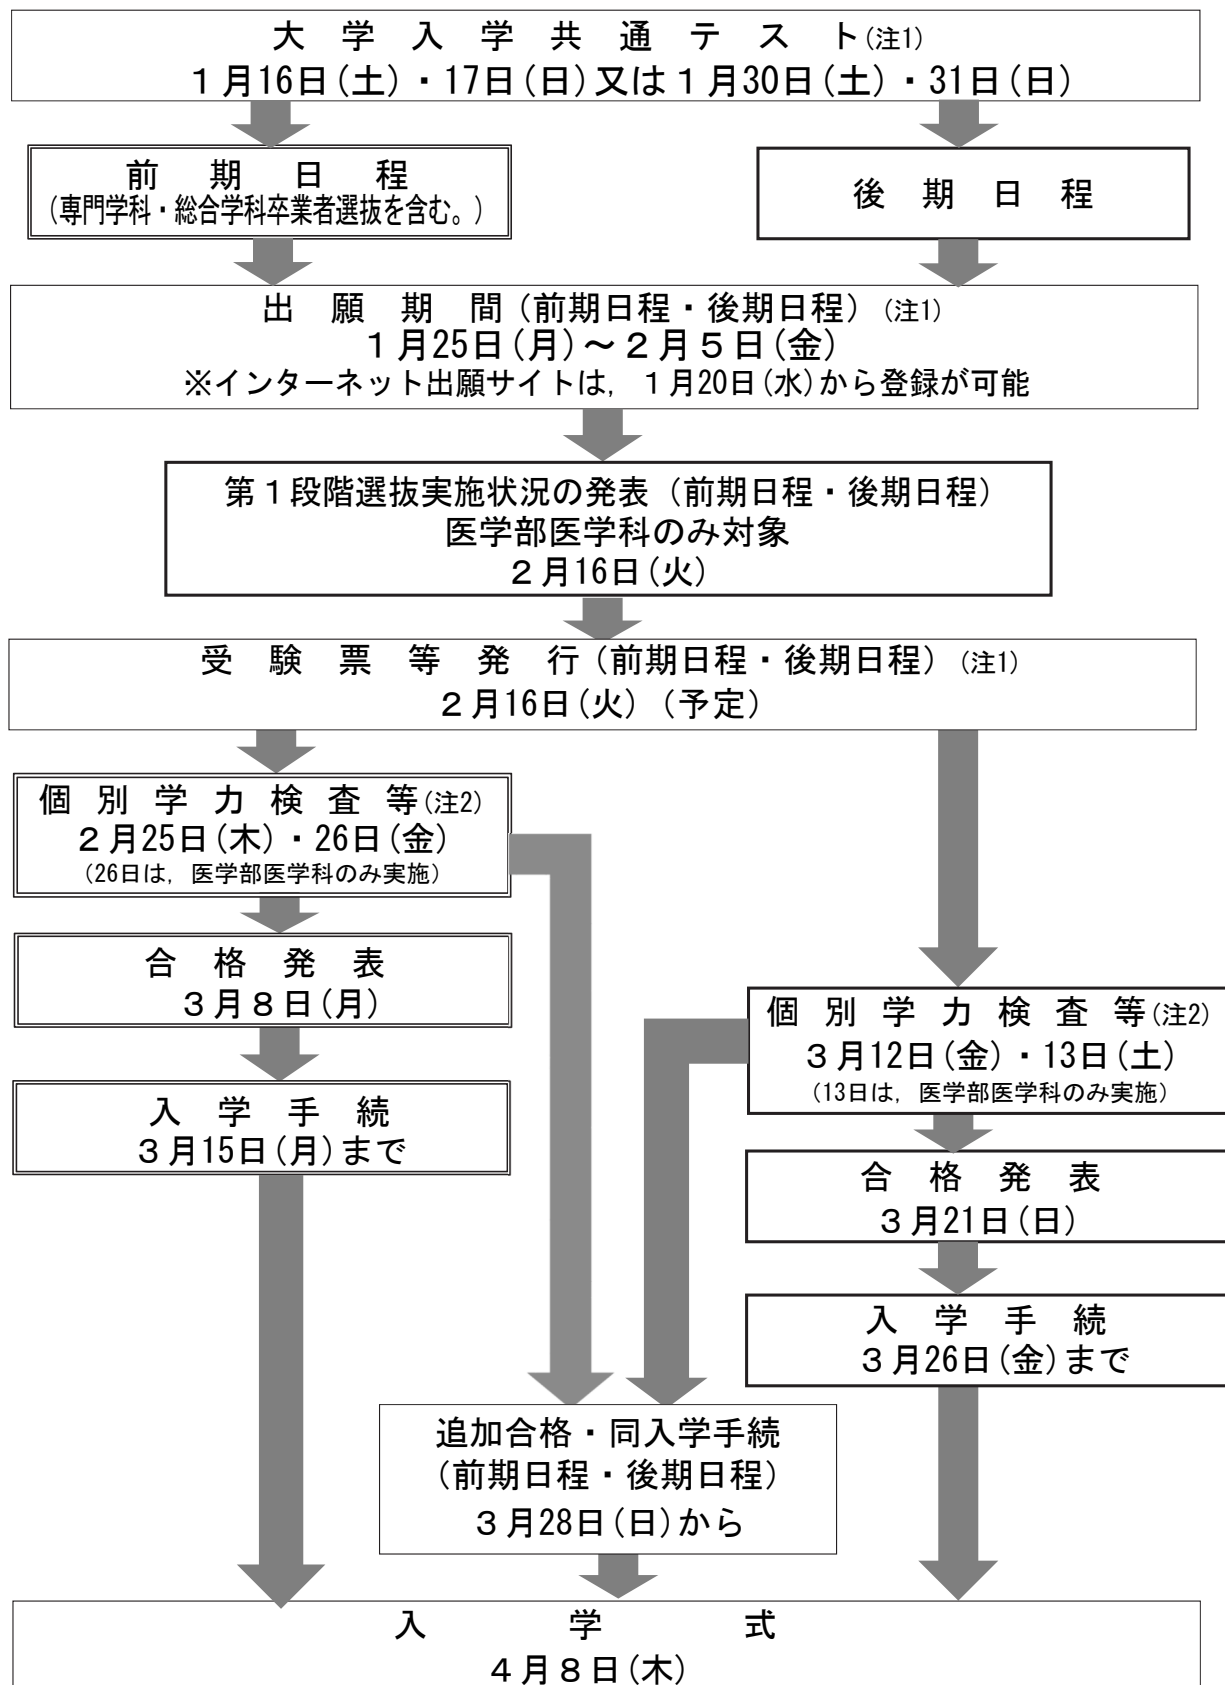 大学入学共通テスト(注1)
１月16日(土)・17日(日)又は１月30日(土)・31日(日)
前期日程
(専門学科・総合学科卒業者選抜を含む。)
後期日程
出願期間(前期日程・後期日程)(注1)
１月25日(月)～２月５日(金)
※インターネット出願サイトは，１月20日(水)から登録が可能
第１段階選抜実施状況の発表（前期日程・後期日程）
医学部医学科のみ対象
２月16日(火)
受験票等発行(前期日程・後期日程)(注1)
２月16日(火)（予定）
個別学力検査等(注2)
２月25日(木)・26日(金)
(26日は，医学部医学科のみ実施)
合格発表
３月８日(月)
入学手続
３月15日(月)まで
個別学力検査等(注2)
３月12日(金)・13日(土)
(13日は，医学部医学科のみ実施)
合格発表
３月21日(日)
入学手続
３月26日(金)まで
追加合格・同入学手続
(前期日程・後期日程)
３月28日(日)から
入学式
４月８日(木)